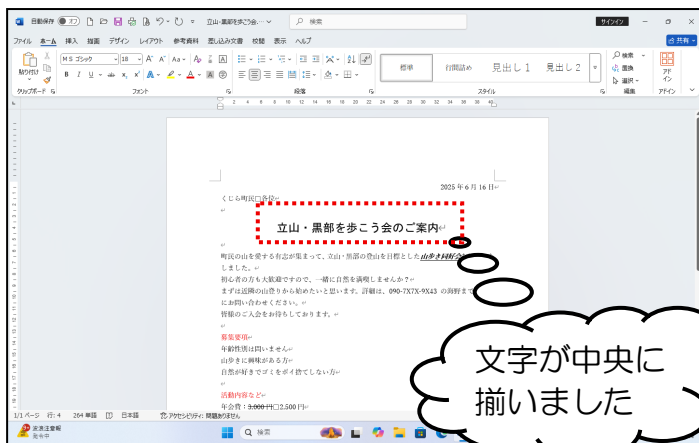 自動保存 オフ 立山・黒部を歩こう会... 検索 サインイン
ファイル ホーム 挿入 描画 デザイン レイアウト 参考資料 差し込み文書 校閲 表示 ヘルプ 共有
貼り付け MS ゴシック 18 標準 行間詰め 見出し 1 見出し 2 検索 置換 選択 アドイン
クリップボード フォント 段落 スタイル 編集 アドイン
2025 年 6 月 16 日
くじら町民□各位
立山・黒部を歩こう会のご案内
町民の山を愛する有志が集まって、立山・黒部の登山を目標とした山歩き同好会
しました。
初心者の方も大歓迎ですので、一緒に自然を満喫しませんか？
まずは近隣の山登りから始めたいと思います。詳細は、090-7X7X-9X43 の海野まで
にお問い合わせください。
皆様のご入会をお待ちしております。
募集要項
年齢性別は問いません
山歩きに興味がある方
自然が好きでゴミをポイ捨てしない方
活動内容など
年会費：3,000 円□2,500 円
文字が中央に
揃いました
1/1 ページ 行: 4 264 単語 日本語 アクセシビリティ: 問題ありません
波浪注意報
発令中
検索